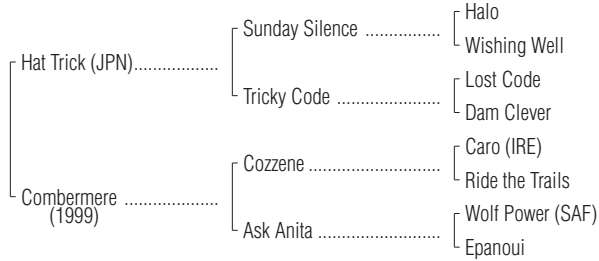 Halo
Sunday Silence ..................
Wishing Well
Hat Trick (JPN)....................
Lost Code
Tricky Code .........................
Dam Clever
Caro (IRE)
Cozzene ................................
Ride the Trails
Combermere ......................
(1999)
Wolf Power (SAF)
Ask Anita .............................
Epanoui